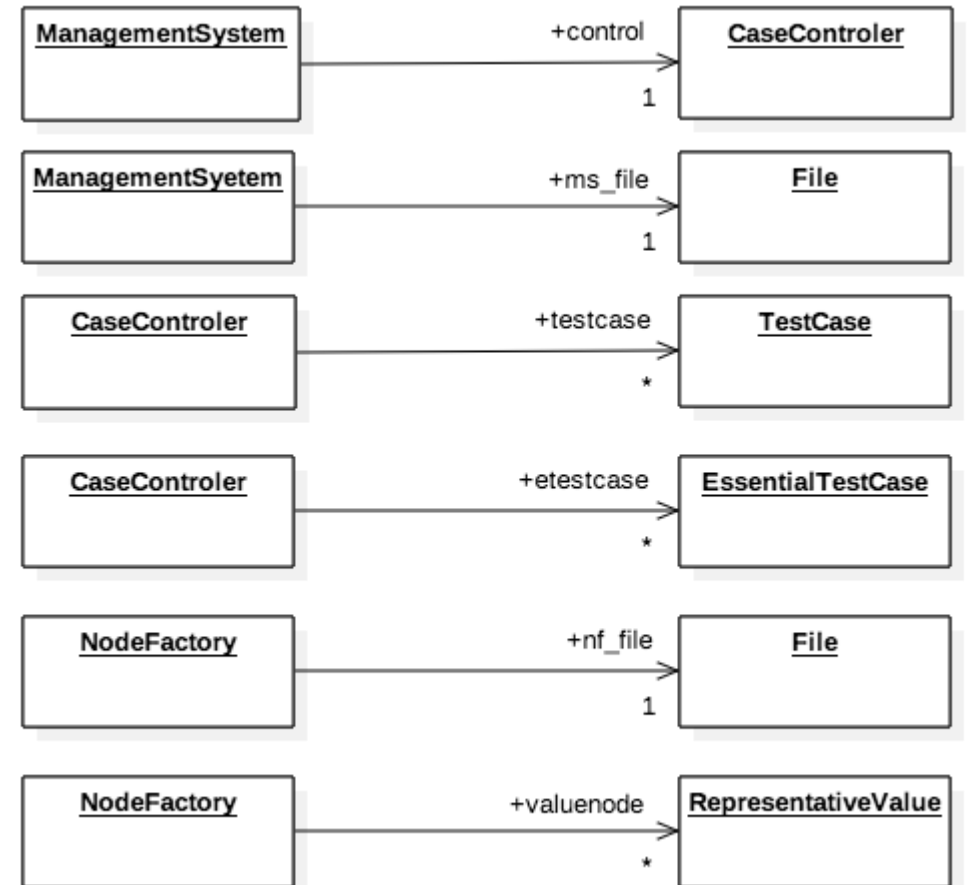 ManagementSystem +control CaseControler
1
ManagementSyetem +ms_file File
1
CaseControler +testcase TestCase
*
CaseControler +etestcase EssentialTestCase
*
NodeFactory +nf_file File
1
NodeFactory +valuenode RepresentativeValue
*